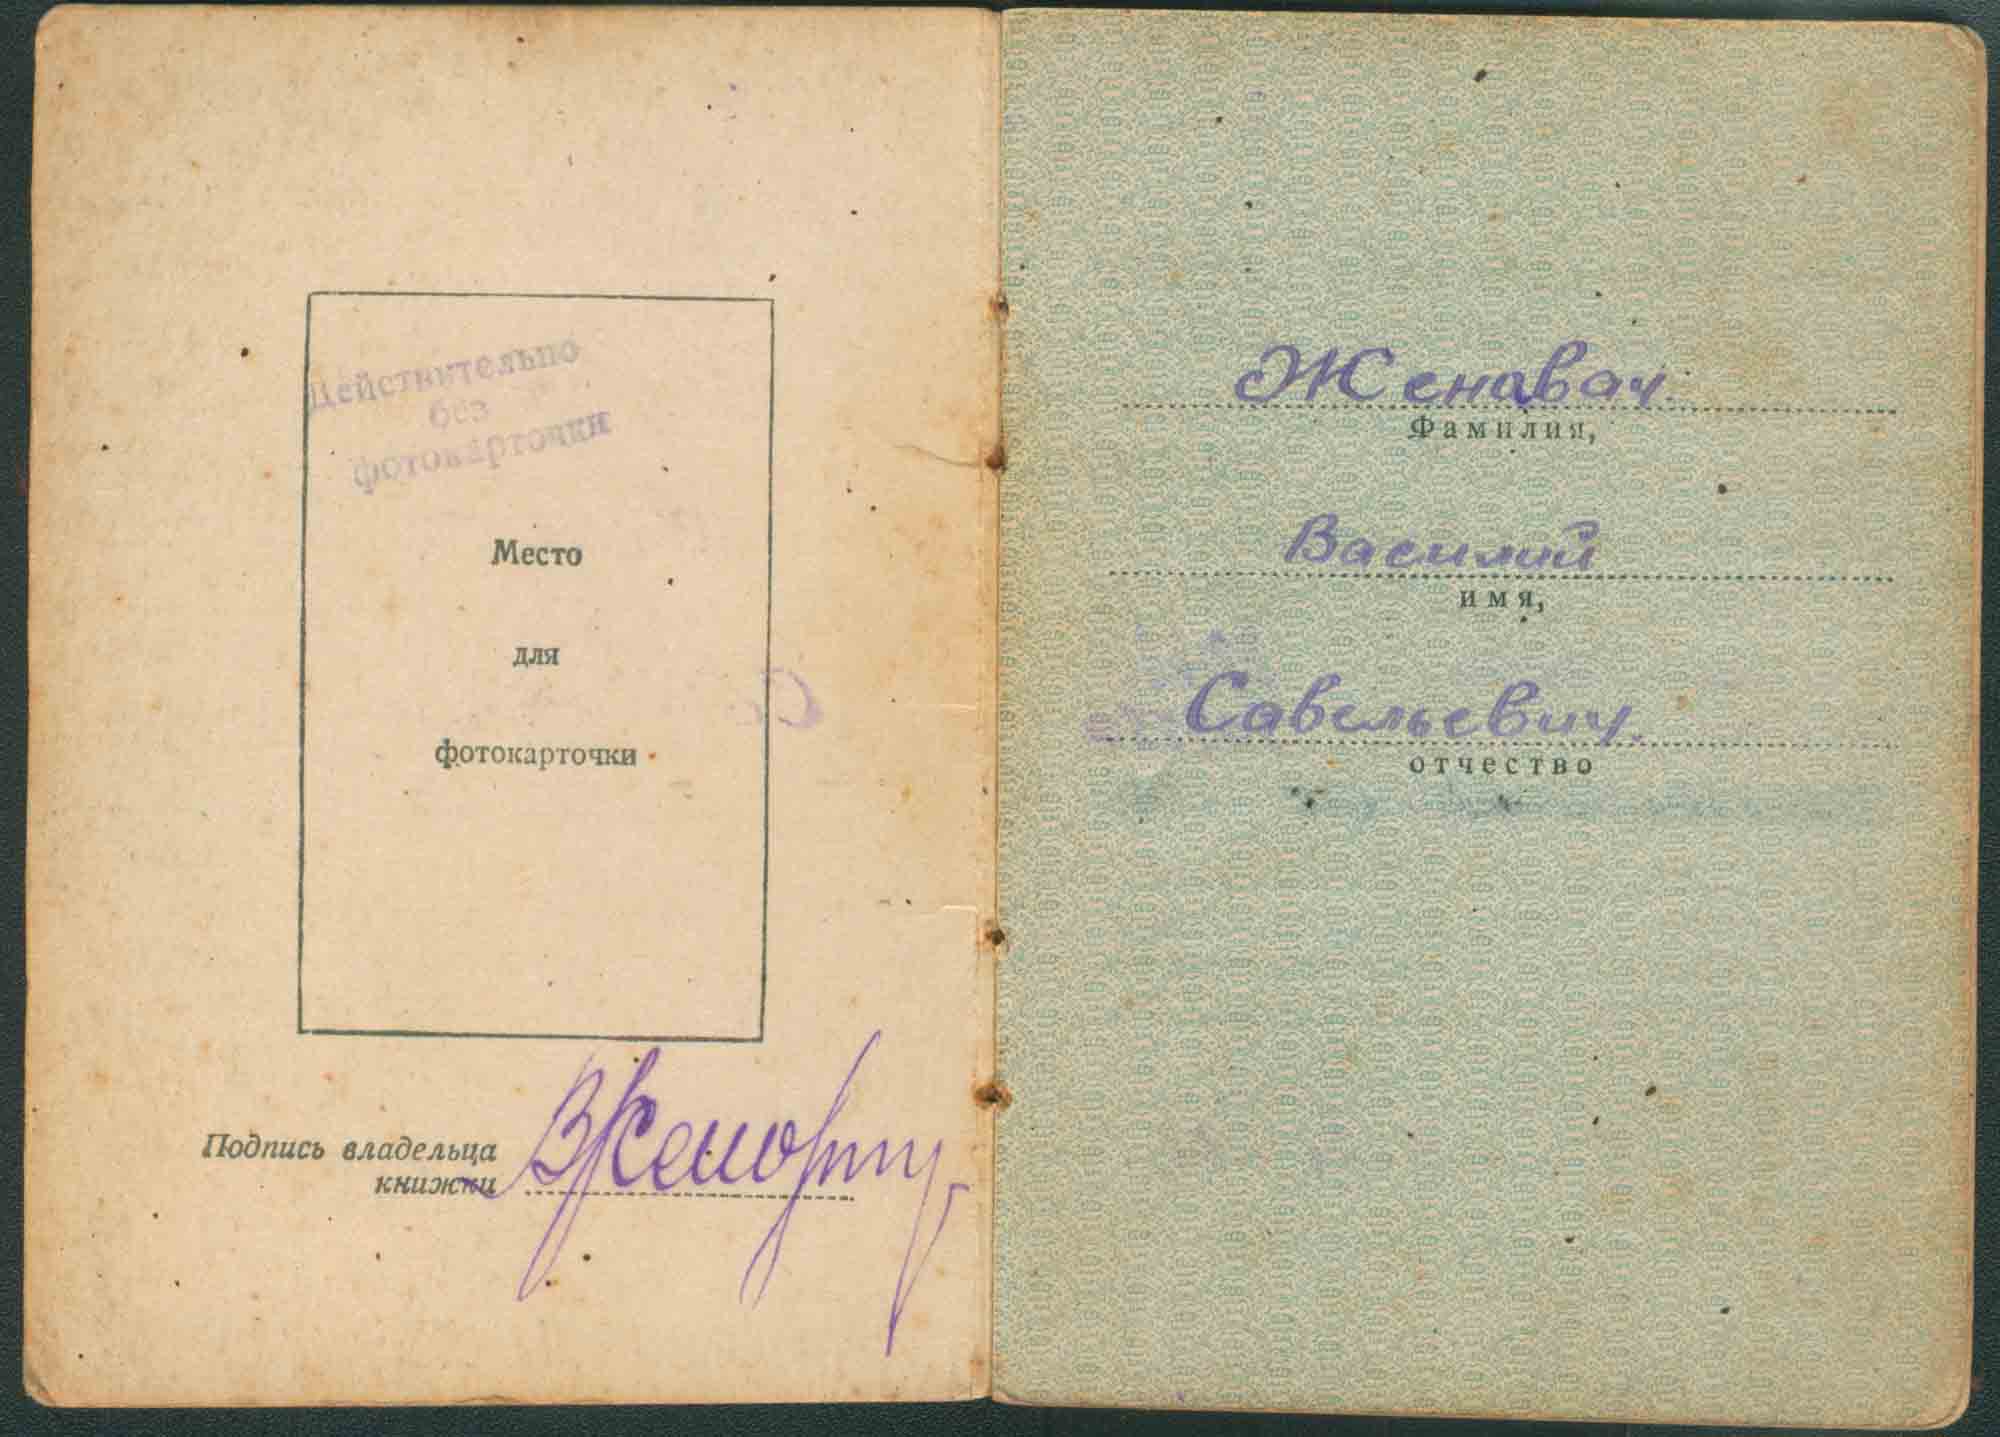 Действительно
без
фотокарточки
Место
для
фотокарточки
Подпись владельца
книжки
Женавач.
Фамилия,
Василий
имя,
Савельевич.
отчество